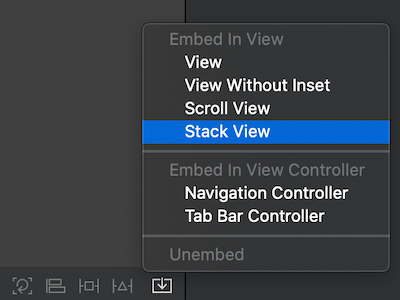 Embed In View
View
View Without Inset
Scroll View
Stack View
Embed In View Controller
Navigation Controller
Tab Bar Controller
Unembed